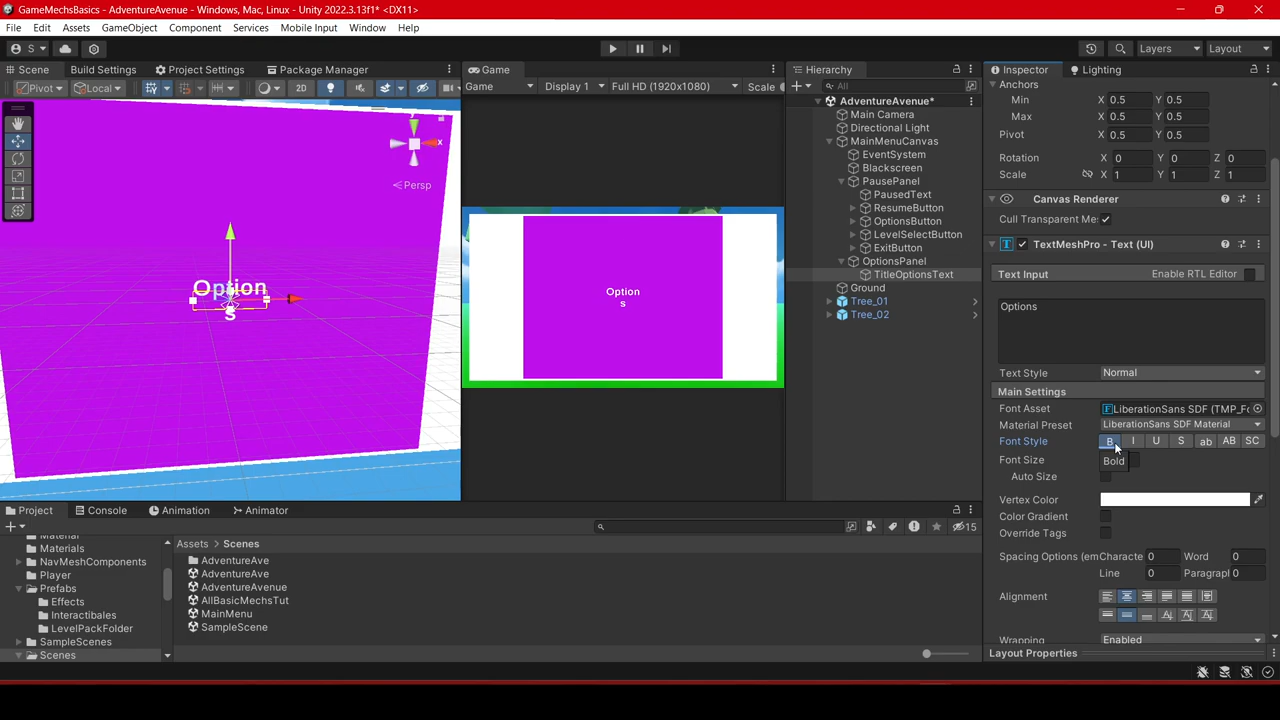 GameMechsBasics - AdventureAvenue - Windows, Mac, Linux - Unity 2022.3.13f1* <DX11>
File Edit Assets GameObject Component Services Mobile Input Window Help
S Layers Layout
Scene Build Settings Project Settings Package Manager
Pivot Local 2D
y
x
Persp
Option
s
Game
Game Display 1 Full HD (1920x1080) Scale
Option
s
Hierarchy
All
AdventureAvenue*
Main Camera
Directional Light
MainMenuCanvas
EventSystem
Blackscreen
PausePanel
PausedText
ResumeButton
OptionsButton
LevelSelectButton
ExitButton
OptionsPanel
TitleOptionsText
Ground
Tree_01
Tree_02
Inspector Lighting
Anchors
Min X 0.5 Y 0.5
Max X 0.5 Y 0.5
Pivot X 0.5 Y 0.5
Rotation X 0 Y 0 Z 0
Scale X 1 Y 1 Z 1
Canvas Renderer
Cull Transparent Me
T TextMeshPro - Text (UI)
Text Input Enable RTL Editor
Options
Text Style Normal
Main Settings
Font Asset F LiberationSans SDF (TMP_Fo
Material Preset LiberationSans SDF Material
Font Style B I U S ab AB SC
Font Size Bold
Auto Size
Vertex Color
Color Gradient
Override Tags
Spacing Options (em Characte 0 Word 0
Line 0 Paragrapl 0
Alignment
Wrapping Enabled
Layout Properties
Project Console Animation Animator
15
Material
Materials
NavMeshComponents
Player
Prefabs
Effects
Interactibales
LevelPackFolder
SampleScenes
Scenes
Assets Scenes
AdventureAve
AdventureAve
AdventureAvenue
AllBasicMechsTut
MainMenu
SampleScene